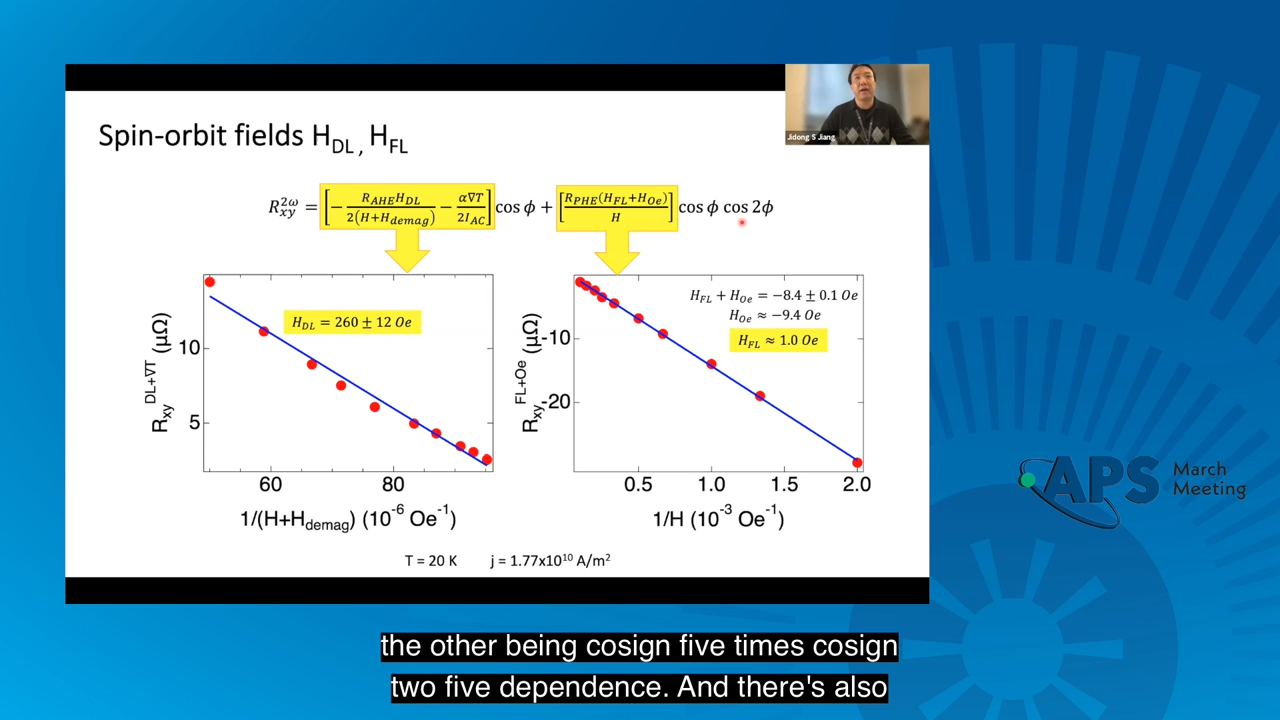 Jidong S Jiang
Spin-orbit fields H_DL , H_FL
R_xy^2ω = [−R_AHE H_DL / 2(H+H_demag) − α∇T / 2I_AC] cos ϕ + [R_PHE(H_FL+H_Oe) / H] cos ϕ cos 2ϕ
H_DL = 260 ± 12 Oe
R_xy^DL+∇T (μΩ)
10
5
60 80
1/(H+H_demag) (10^-6 Oe^-1)
H_FL + H_Oe = −8.4 ± 0.1 Oe
H_Oe ≈ −9.4 Oe
H_FL ≈ 1.0 Oe
R_xy^FL+Oe (μΩ)
-10
-20
0.5 1.0 1.5 2.0
1/H (10^-3 Oe^-1)
T = 20 K j = 1.77x10^10 A/m^2
APS March
Meeting
the other being cosign five times cosign
two five dependence. And there's also